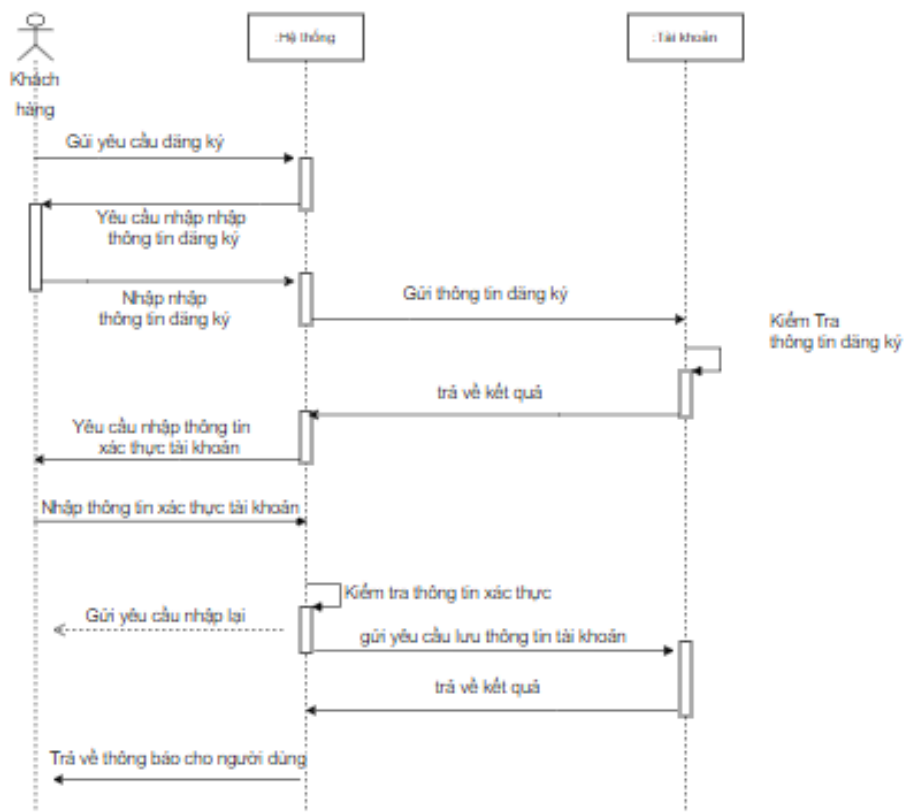 :Hệ thống
:Tài khoản
Khách
hàng
Gửi yêu cầu đăng ký
Yêu cầu nhập nhập
thông tin đăng ký
Nhập nhập
thông tin đăng ký
Gửi thông tin đăng ký
Kiểm Tra
thông tin đăng ký
trả về kết quả
Yêu cầu nhập thông tin
xác thực tài khoản
Nhập thông tin xác thực tài khoản
Kiểm tra thông tin xác thực
Gửi yêu cầu nhập lại
gửi yêu cầu lưu thông tin tài khoản
trả về kết quả
Trả về thông báo cho người dùng